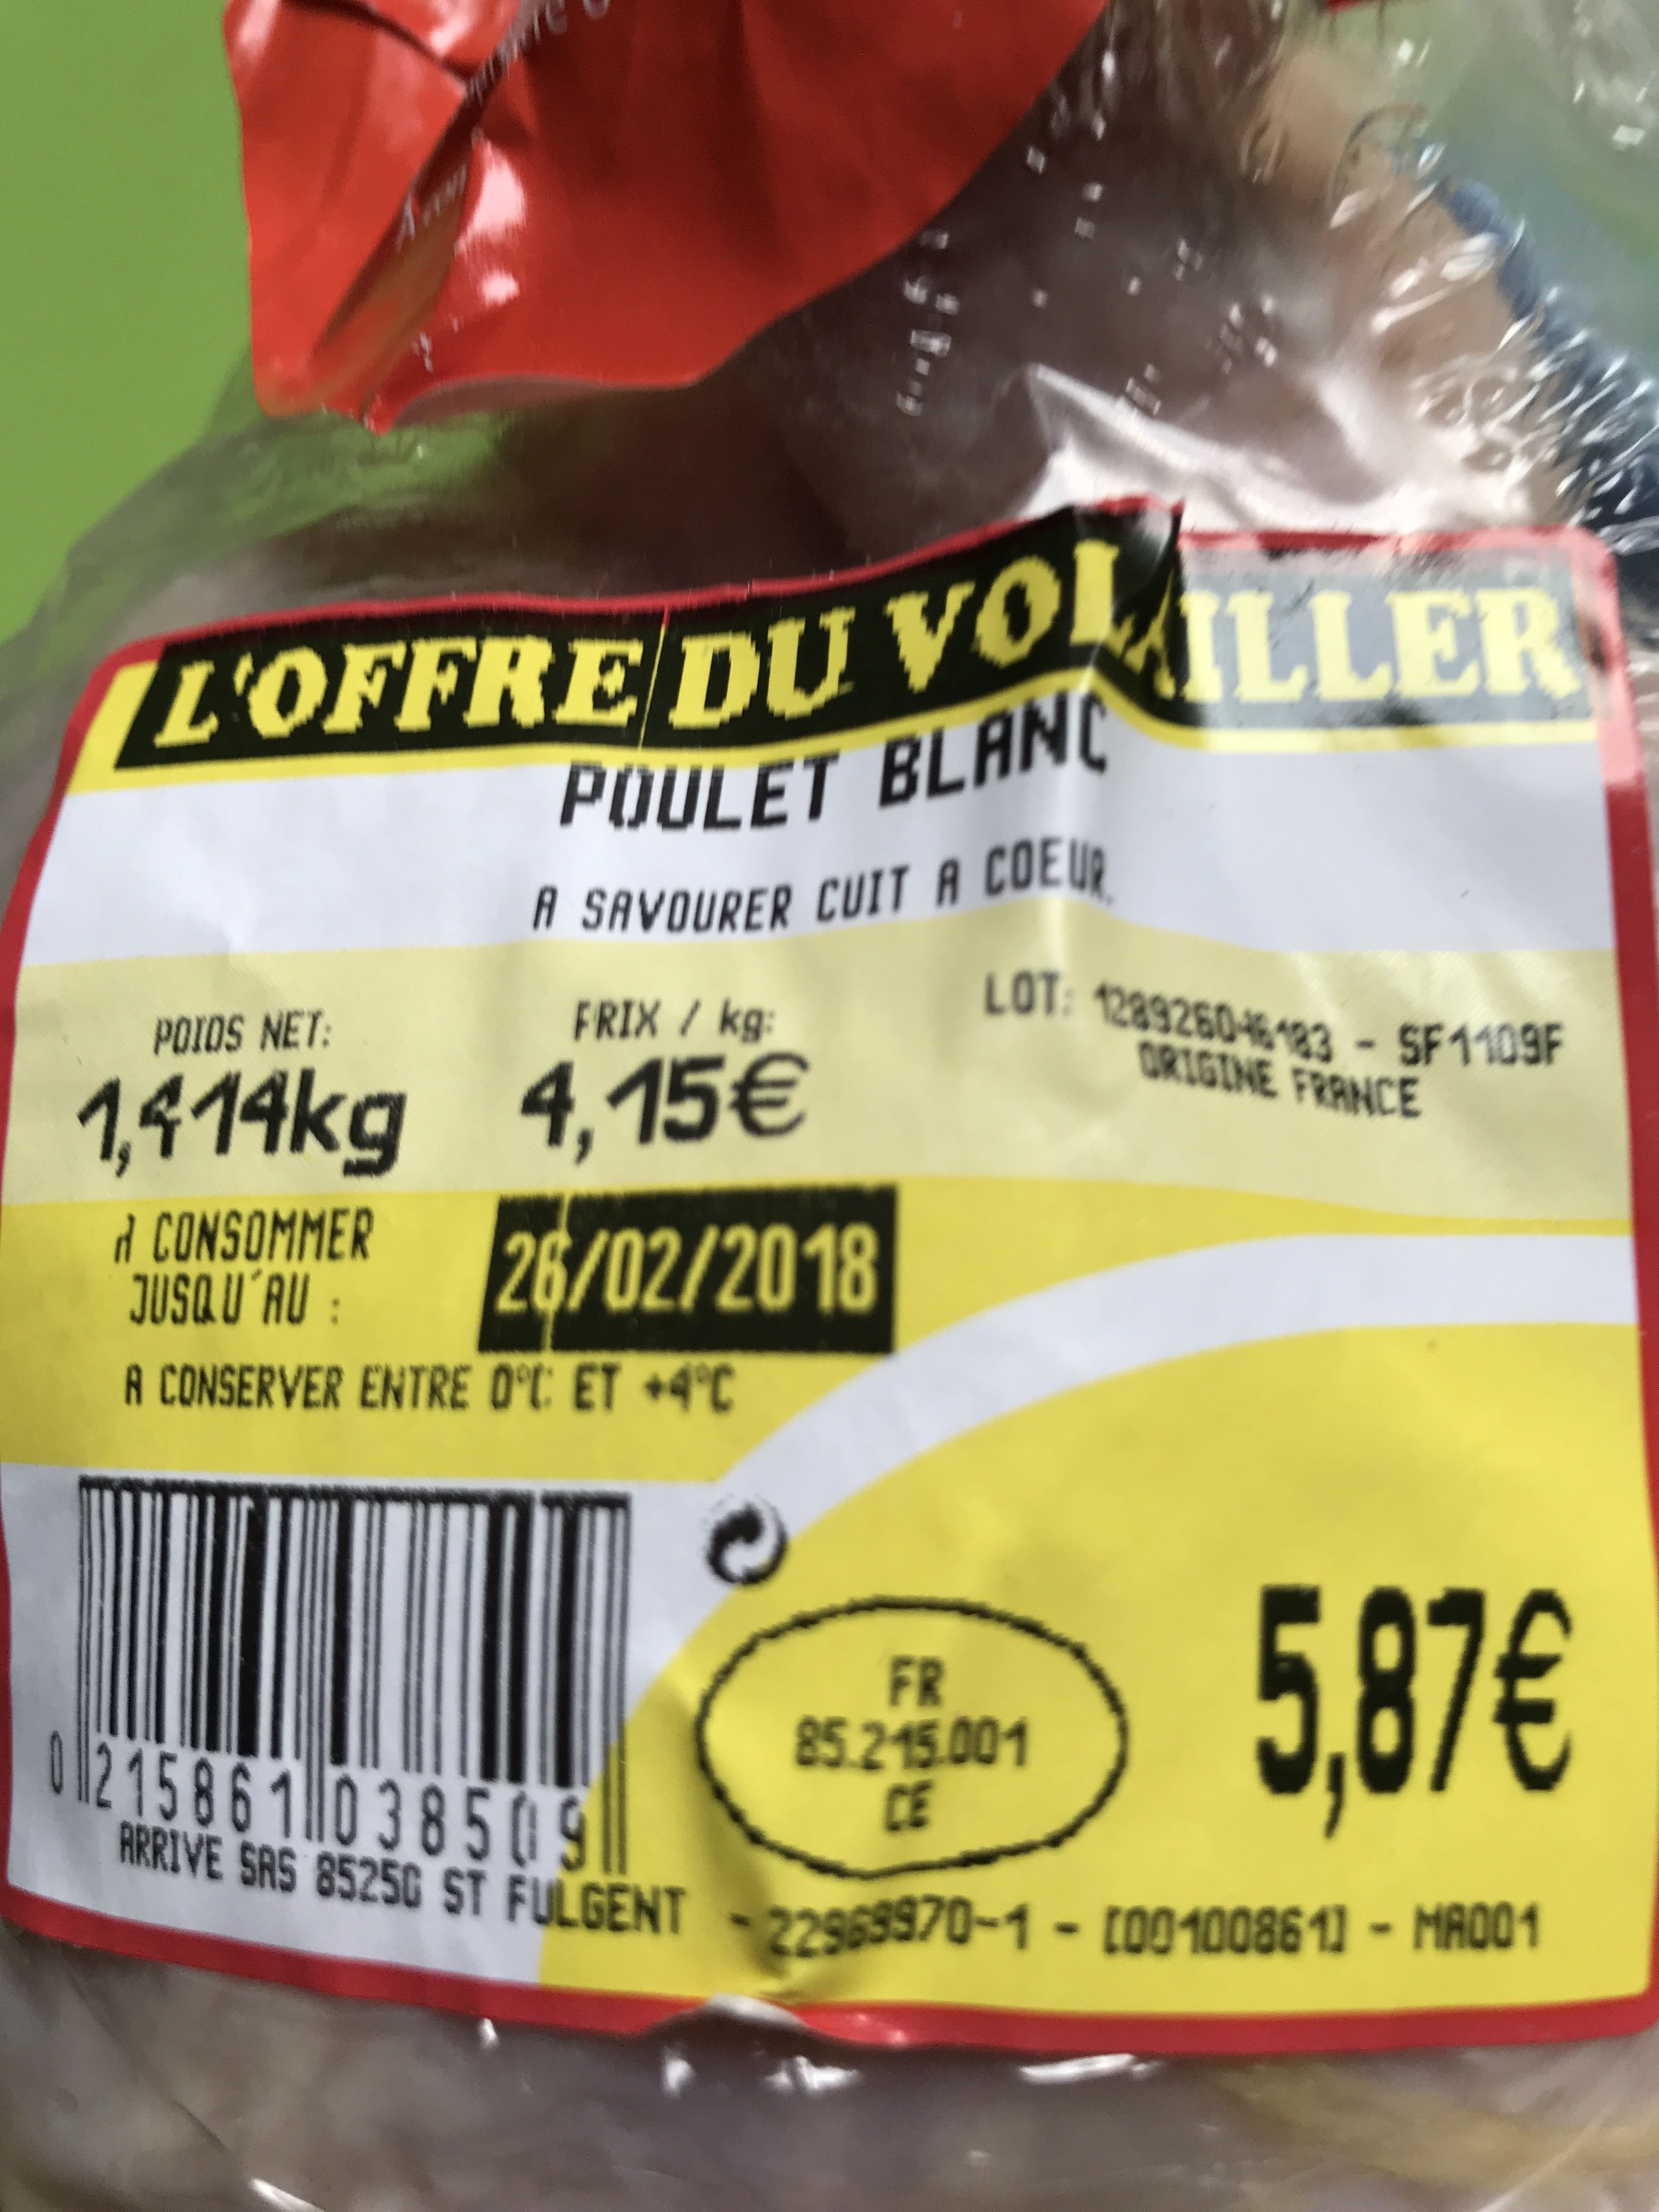 L'OFFRE DU VOLAILLER
POULET BLANC
A SAVOURER CUIT A COEUR.
POIDS NET:
1,414kg
PRIX / kg:
4,15€
LOT: 128926046183 - SF1109F
ORIGINE FRANCE
A CONSOMMER
JUSQU'AU :
26/02/2018
A CONSERVER ENTRE 0°C ET +4°C
0 215861 038509
FR
85.215.001
CE
5,87€
ARRIVE SAS 85250 ST FULGENT - 22969970-1 - [00100861] - MA001